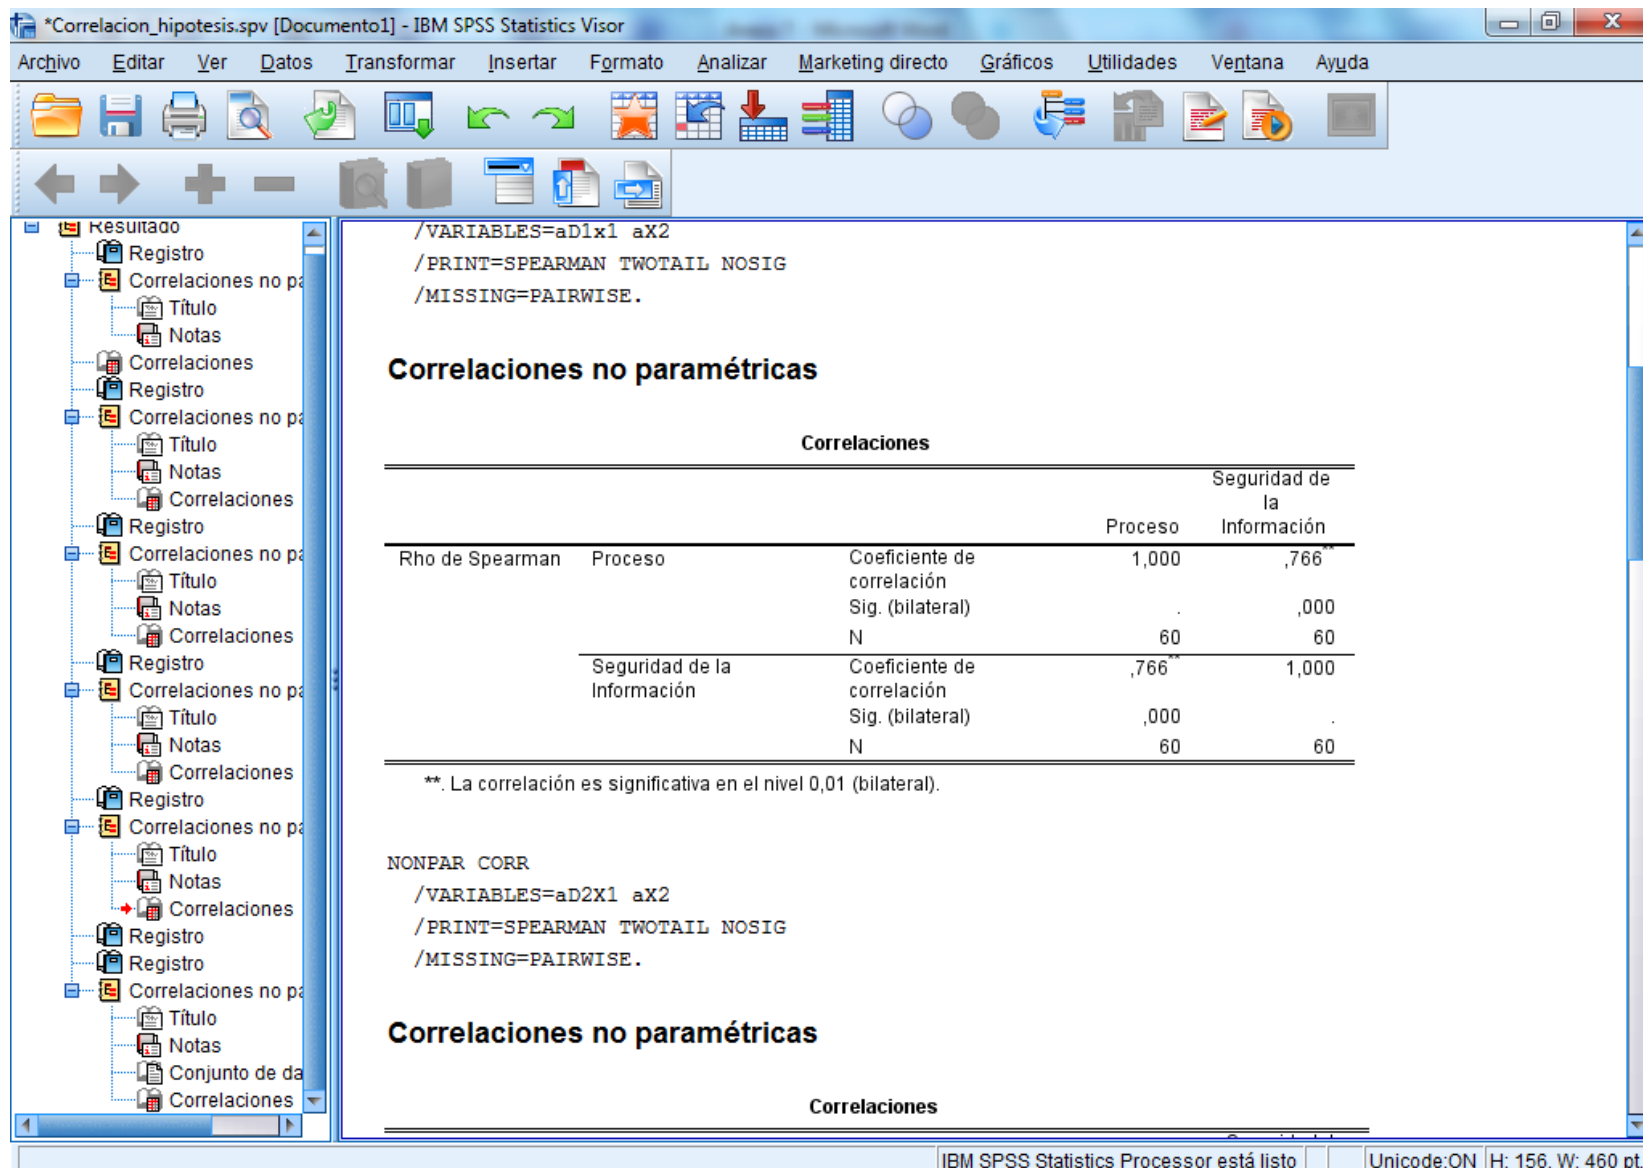 *Correlacion_hipotesis.spv [Documento1] - IBM SPSS Statistics Visor
Archivo Editar Ver Datos Transformar Insertar Formato Analizar Marketing directo Gráficos Utilidades Ventana Ayuda
Resultado
Registro
Correlaciones no pa
Título
Notas
Correlaciones
Registro
Correlaciones no pa
Título
Notas
Correlaciones
Registro
Correlaciones no pa
Título
Notas
Correlaciones
Registro
Correlaciones no pa
Título
Notas
Correlaciones
Registro
Correlaciones no pa
Título
Notas
Correlaciones
Registro
Registro
Correlaciones no pa
Título
Notas
Conjunto de da
Correlaciones
/VARIABLES=aD1x1 aX2
/PRINT=SPEARMAN TWOTAIL NOSIG
/MISSING=PAIRWISE.
Correlaciones no paramétricas
Correlaciones
Seguridad de
la
Proceso Información
Rho de Spearman Proceso Coeficiente de 1,000 ,766**
correlación
Sig. (bilateral) . ,000
N 60 60
Seguridad de la Coeficiente de ,766** 1,000
Información correlación
Sig. (bilateral) ,000 .
N 60 60
**. La correlación es significativa en el nivel 0,01 (bilateral).
NONPAR CORR
/VARIABLES=aD2X1 aX2
/PRINT=SPEARMAN TWOTAIL NOSIG
/MISSING=PAIRWISE.
Correlaciones no paramétricas
Correlaciones
IBM SPSS Statistics Processor está listo Unicode:ON H: 156, W: 460 pt.